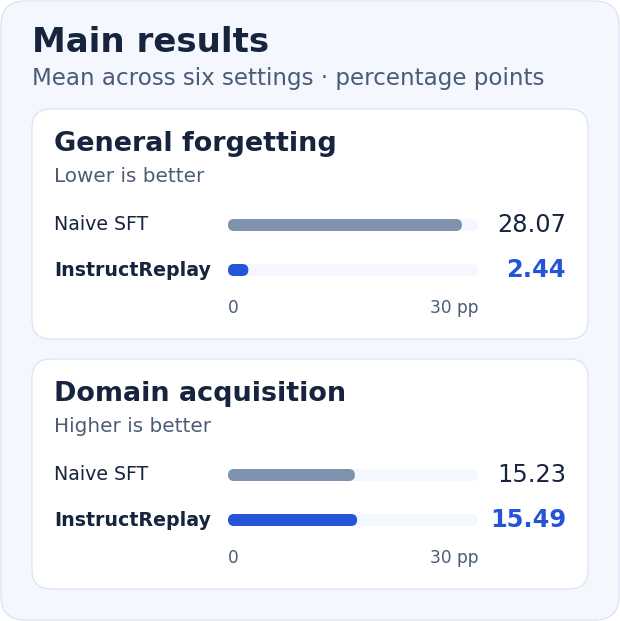 Main results
Mean across six settings · percentage points
General forgetting
Lower is better
Naive SFT 28.07
InstructReplay 2.44
0 30 pp
Domain acquisition
Higher is better
Naive SFT 15.23
InstructReplay 15.49
0 30 pp